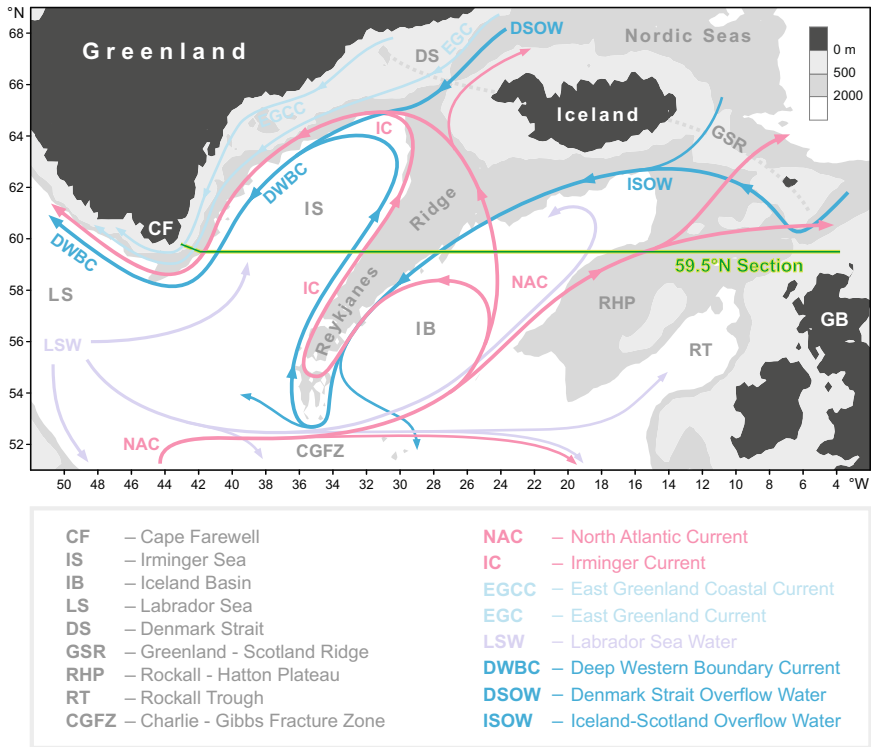 °N
68
66
64
62
60
58
56
54
52
Greenland
DSOW
Nordic Seas
EGC
DS
0 m
500
2000
GCC
Iceland
IC
GSR
DWBC
ISOW
IS
Ridge
CF
DWBC
59.5°N Section
LS
IC
Reykjanes
NAC
RHP
GB
IB
LSW
RT
NAC
CGFZ
50 48 46 44 42 40 38 36 34 32 30 28 26 24 22 20 18 16 14 12 10 8 6 4 °W
CF – Cape Farewell
IS – Irminger Sea
IB – Iceland Basin
LS – Labrador Sea
DS – Denmark Strait
GSR – Greenland - Scotland Ridge
RHP – Rockall - Hatton Plateau
RT – Rockall Trough
CGFZ – Charlie - Gibbs Fracture Zone
NAC – North Atlantic Current
IC – Irminger Current
EGCC – East Greenland Coastal Current
EGC – East Greenland Current
LSW – Labrador Sea Water
DWBC – Deep Western Boundary Current
DSOW – Denmark Strait Overflow Water
ISOW – Iceland-Scotland Overflow Water